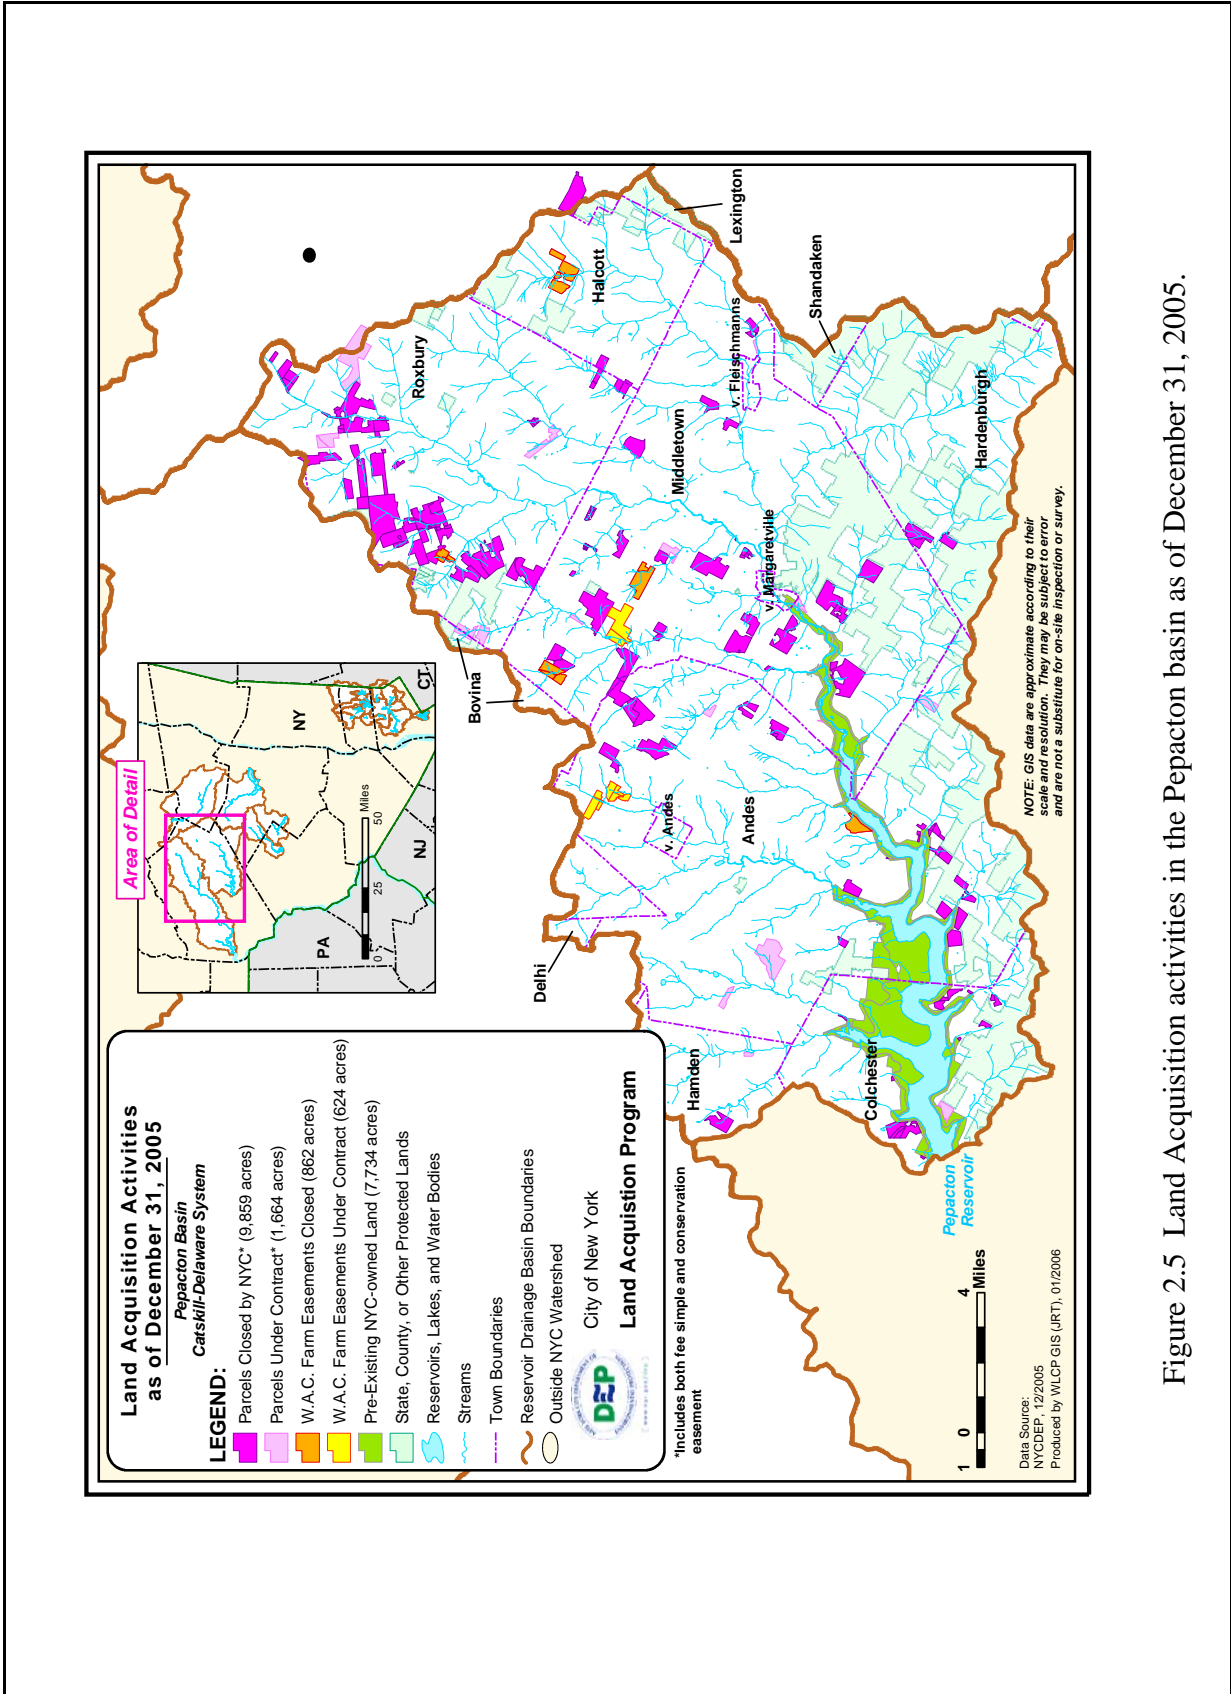 Land Acquisition Activities
as of December 31, 2005
Pepacton Basin
Catskill-Delaware System
LEGEND:
Parcels Closed by NYC* (9,859 acres)
Parcels Under Contract* (1,664 acres)
W.A.C. Farm Easements Closed (862 acres)
W.A.C. Farm Easements Under Contract (624 acres)
Pre-Existing NYC-owned Land (7,734 acres)
State, County, or Other Protected Lands
Reservoirs, Lakes, and Water Bodies
Streams
Town Boundaries
Reservoir Drainage Basin Boundaries
Outside NYC Watershed
DEP
City of New York
Land Acquistion Program
*Includes both fee simple and conservation
easement
1 0 4
Miles
Data Source:
NYCDEP, 12/2005
Produced by WLCP GIS (JRT), 01/2006
Area of Detail
NY
CT
PA
NJ
0 25 50
Miles
Delhi
Bovina
Roxbury
Halcott
Lexington
Shandaken
v. Fleischmanns
Middletown
Hardenburgh
v. Margaretville
v. Andes
Andes
Hamden
Colchester
Pepacton
Reservoir
NOTE: GIS data are approximate according to their
scale and resolution. They may be subject to error
and are not a substitute for on-site inspection or survey.
Figure 2.5 Land Acquisition activities in the Pepacton basin as of December 31, 2005.